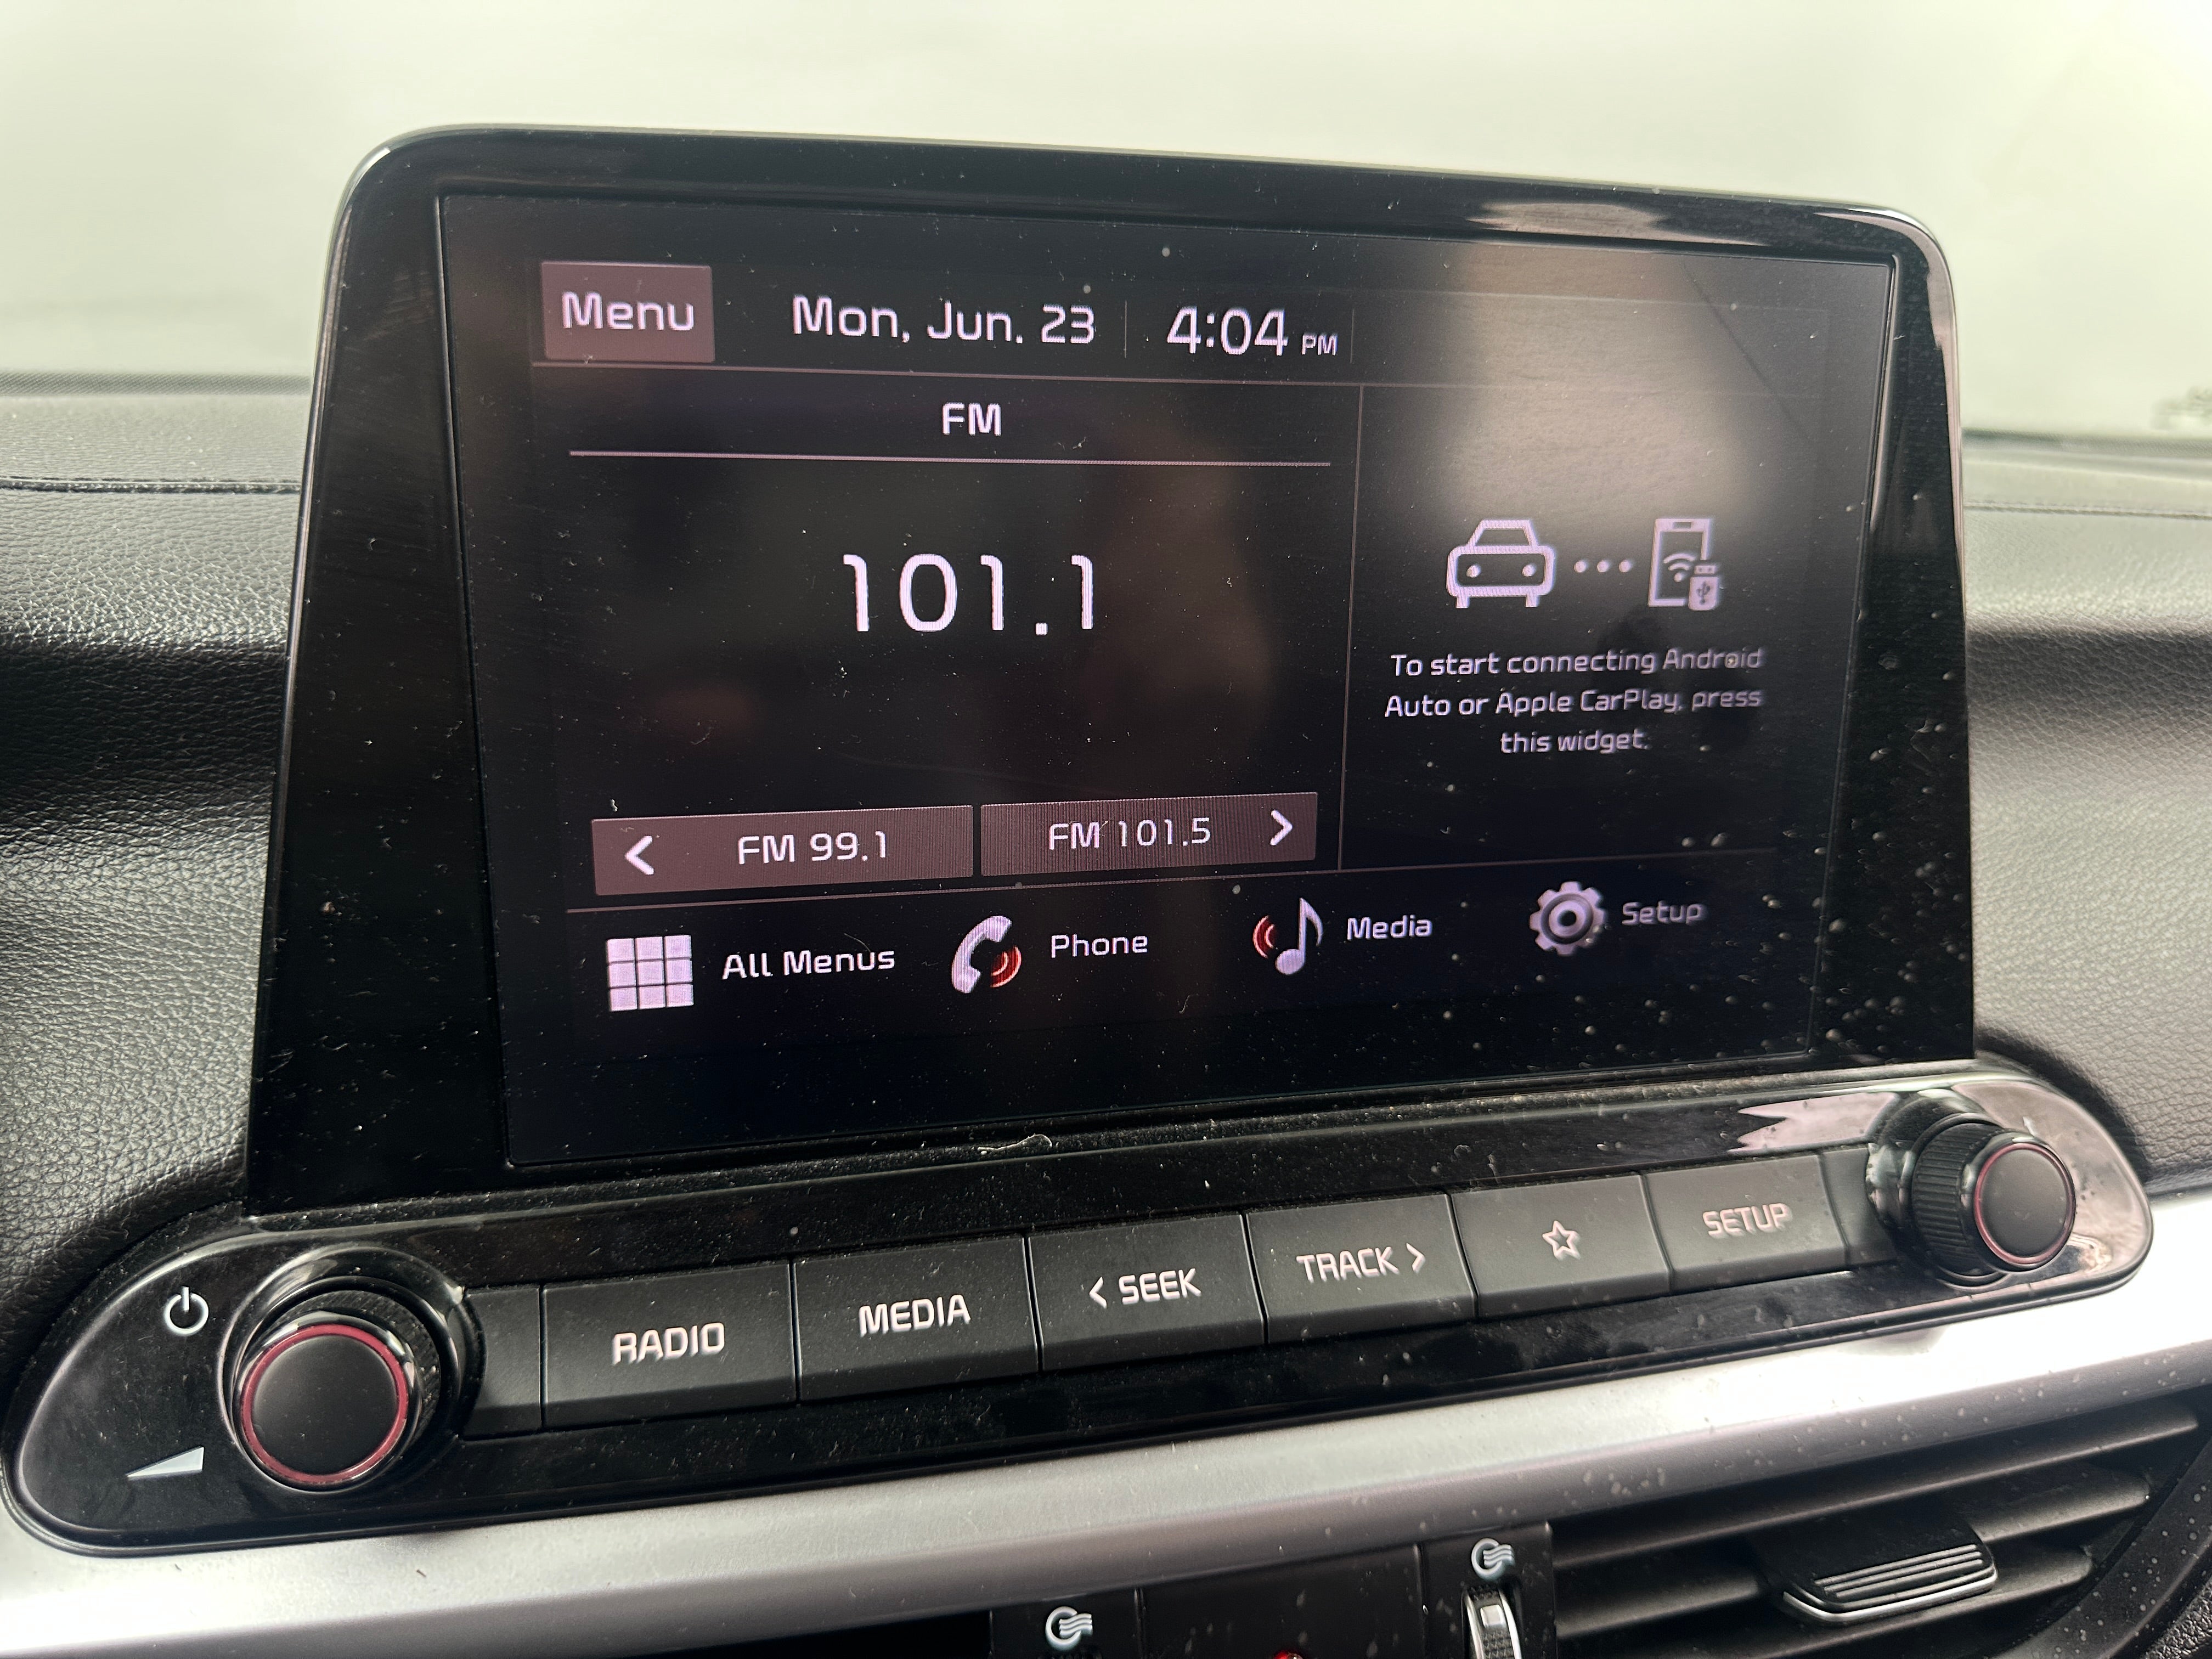 Menu
Mon, Jun. 23
4:04 PM
FM
101.1
To start connecting Android
Auto or Apple CarPlay, press
this widget.
< FM 99.1
FM 101.5 >
All Menus
Phone
Media
Setup
RADIO
MEDIA
< SEEK
TRACK >
SETUP